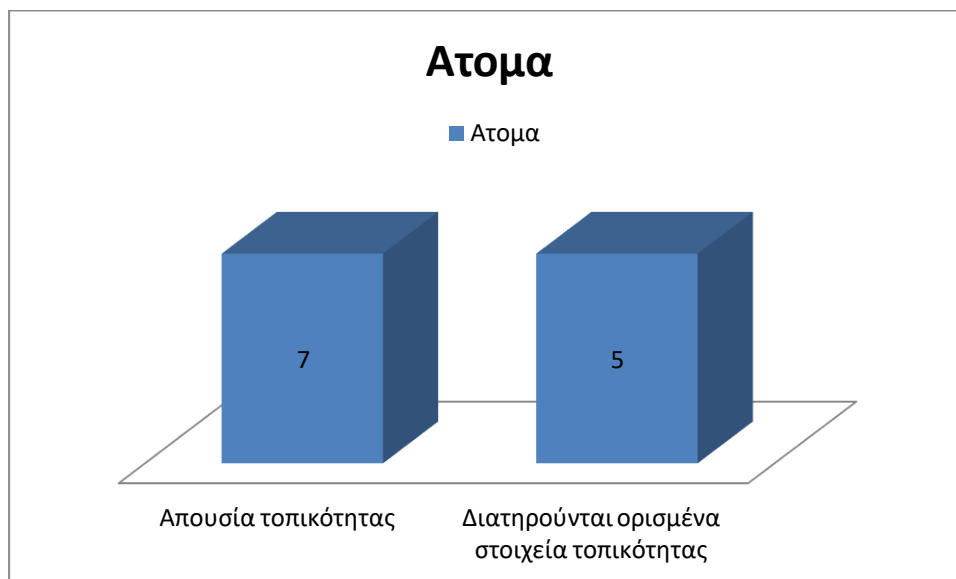 Ατομα
Ατομα
7
5
Απουσία τοπικότητας
Διατηρούνται ορισμένα
στοιχεία τοπικότητας